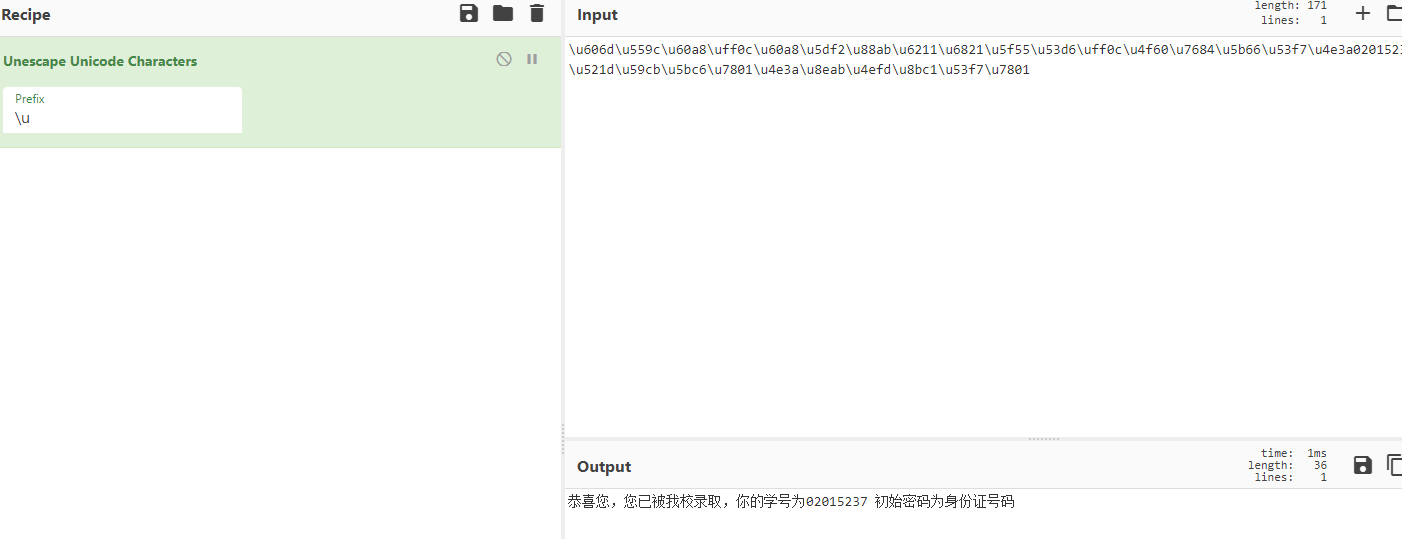 Recipe
Unescape Unicode Characters
Prefix
\u
Input
length: 171
lines: 1
\u606d\u559c\u60a8\uff0c\u60a8\u5df2\u88ab\u6211\u6821\u5f55\u53d6\uff0c\u4f60\u7684\u5b66\u53f7\u4e3a0201523
\u521d\u59cb\u5bc6\u7801\u4e3a\u8eab\u4efd\u8bc1\u53f7\u7801
Output
time: 1ms
length: 36
lines: 1
恭喜您，您已被我校录取，你的学号为02015237 初始密码为身份证号码